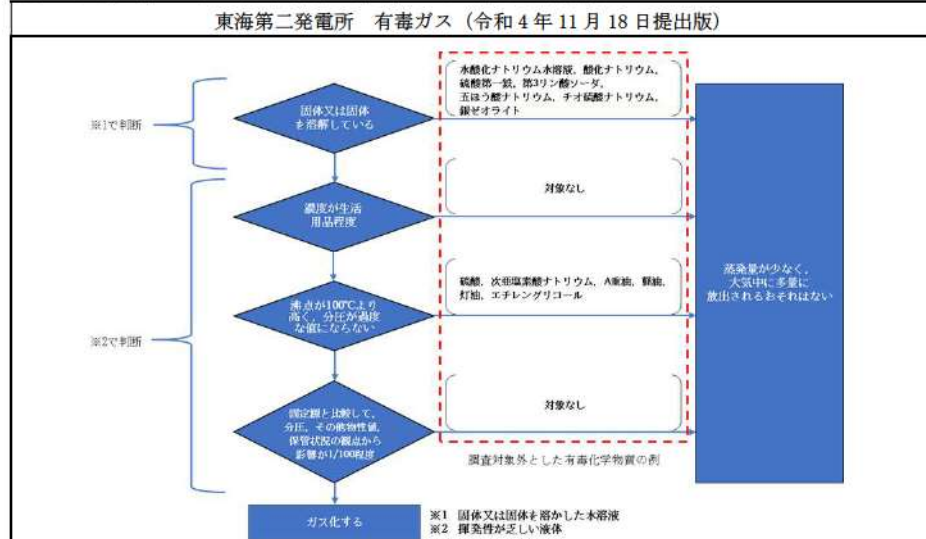 東海第二発電所 有毒ガス（令和４年11月18日提出版）
※1で判断
固体又は固体
を溶解している
水酸化ナトリウム水溶液、酸化ナトリウム、
硫酸第一鉄、第3リン酸ソーダ、
五ほう酸ナトリウム、チオ硫酸ナトリウム、
銀ゼオライト
濃度が生活
用品程度
対象なし
※2で判断
沸点が100℃より
高く、分圧が過度
な値にならない
硫酸、次亜塩素酸ナトリウム、A重油、軽油、
灯油、エチレングリコール
固定源と比較して、
分圧、その他物性値、
保管状況の観点から
影響が1/100程度
対象なし
蒸発量が少なく、
大気中に多量に
放出されるおそれはない
調査対象外とした有毒化学物質の例
ガス化する
※1 固体又は固体を溶かした水溶液
※2 揮発性が乏しい液体